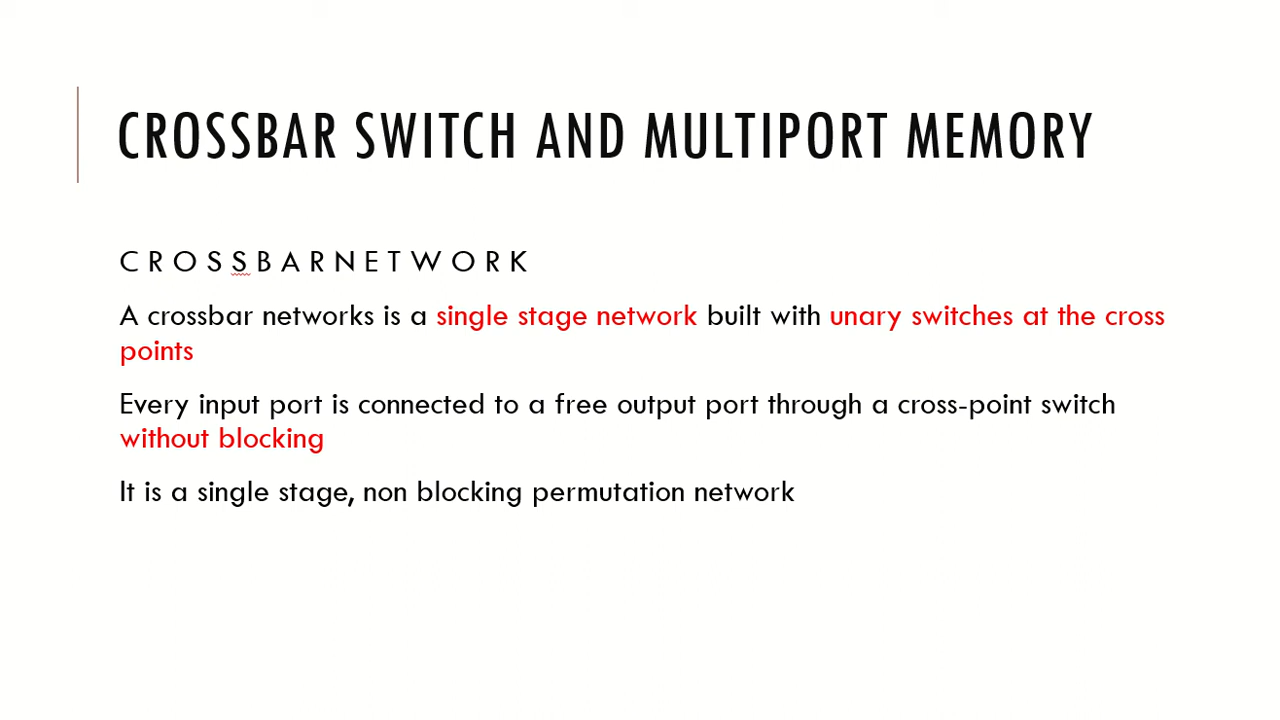 CROSSBAR SWITCH AND MULTIPORT MEMORY
C R O S S B A R N E T W O R K
A crossbar networks is a single stage network built with unary switches at the cross
points
Every input port is connected to a free output port through a cross-point switch
without blocking
It is a single stage, non blocking permutation network